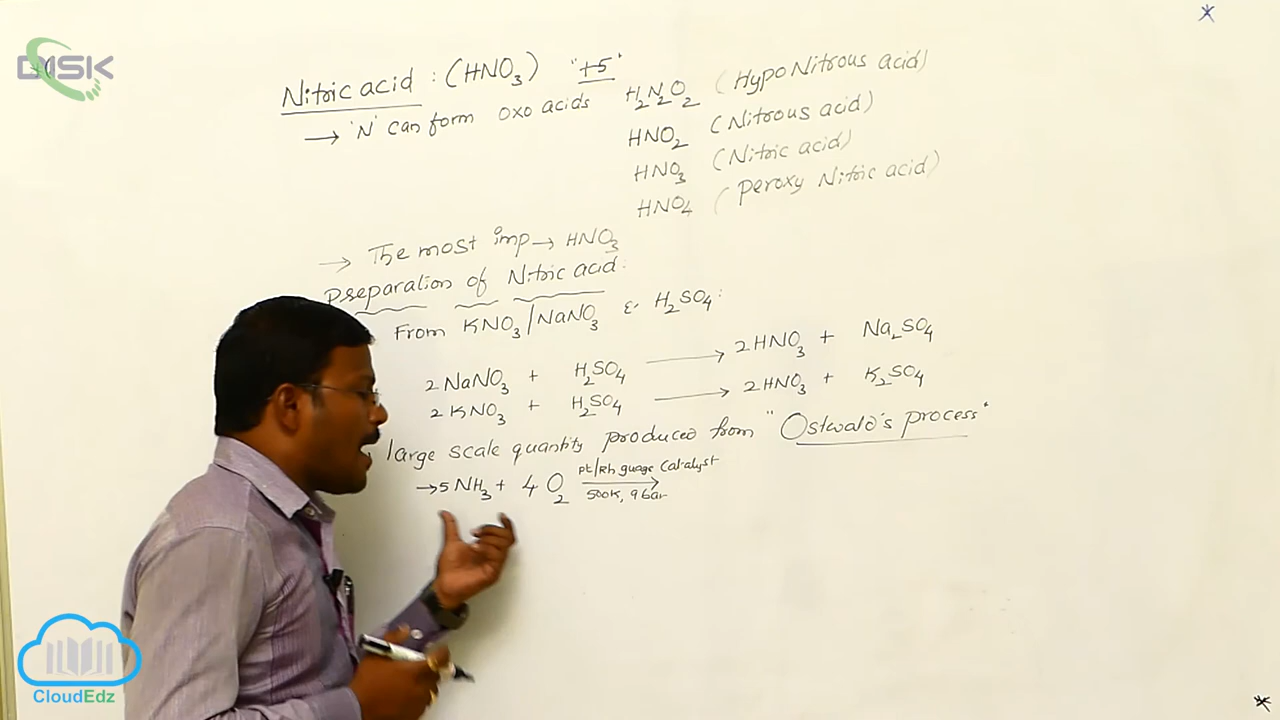 DISK
Nitric acid : (HNO₃) "+5"
→ 'N' can form oxo acids H₂N₂O₂ (Hypo Nitrous acid)
HNO₂ (Nitrous acid)
HNO₃ (Nitric acid)
HNO₄ (Peroxy Nitric acid)
→ The most imp → HNO₃
Preparation of Nitric acid:
From KNO₃/NaNO₃ & H₂SO₄:
2NaNO₃ + H₂SO₄ → 2HNO₃ + Na₂SO₄
2KNO₃ + H₂SO₄ → 2HNO₃ + K₂SO₄
large scale quantity produced from "Ostwald's process"
Pt/Rh guage Catalyst
→5NH₃ + 4O₂ →
500K, 9 bar
CloudEdz